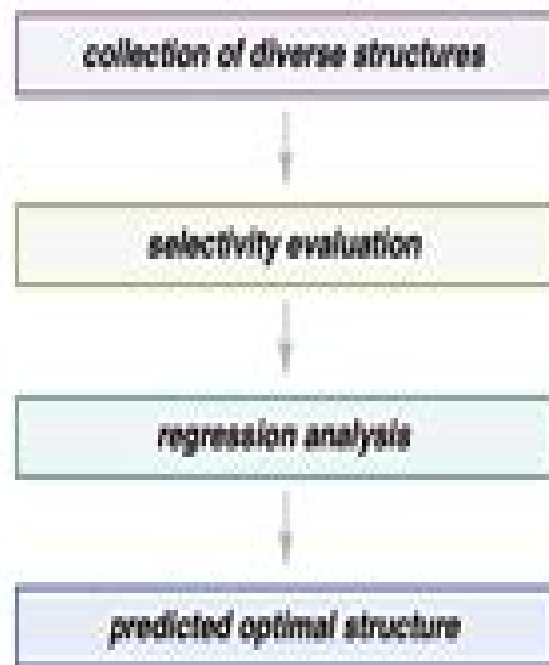 collection of diverse structures
selectivity evaluation
regression analysis
predicted optimal structure